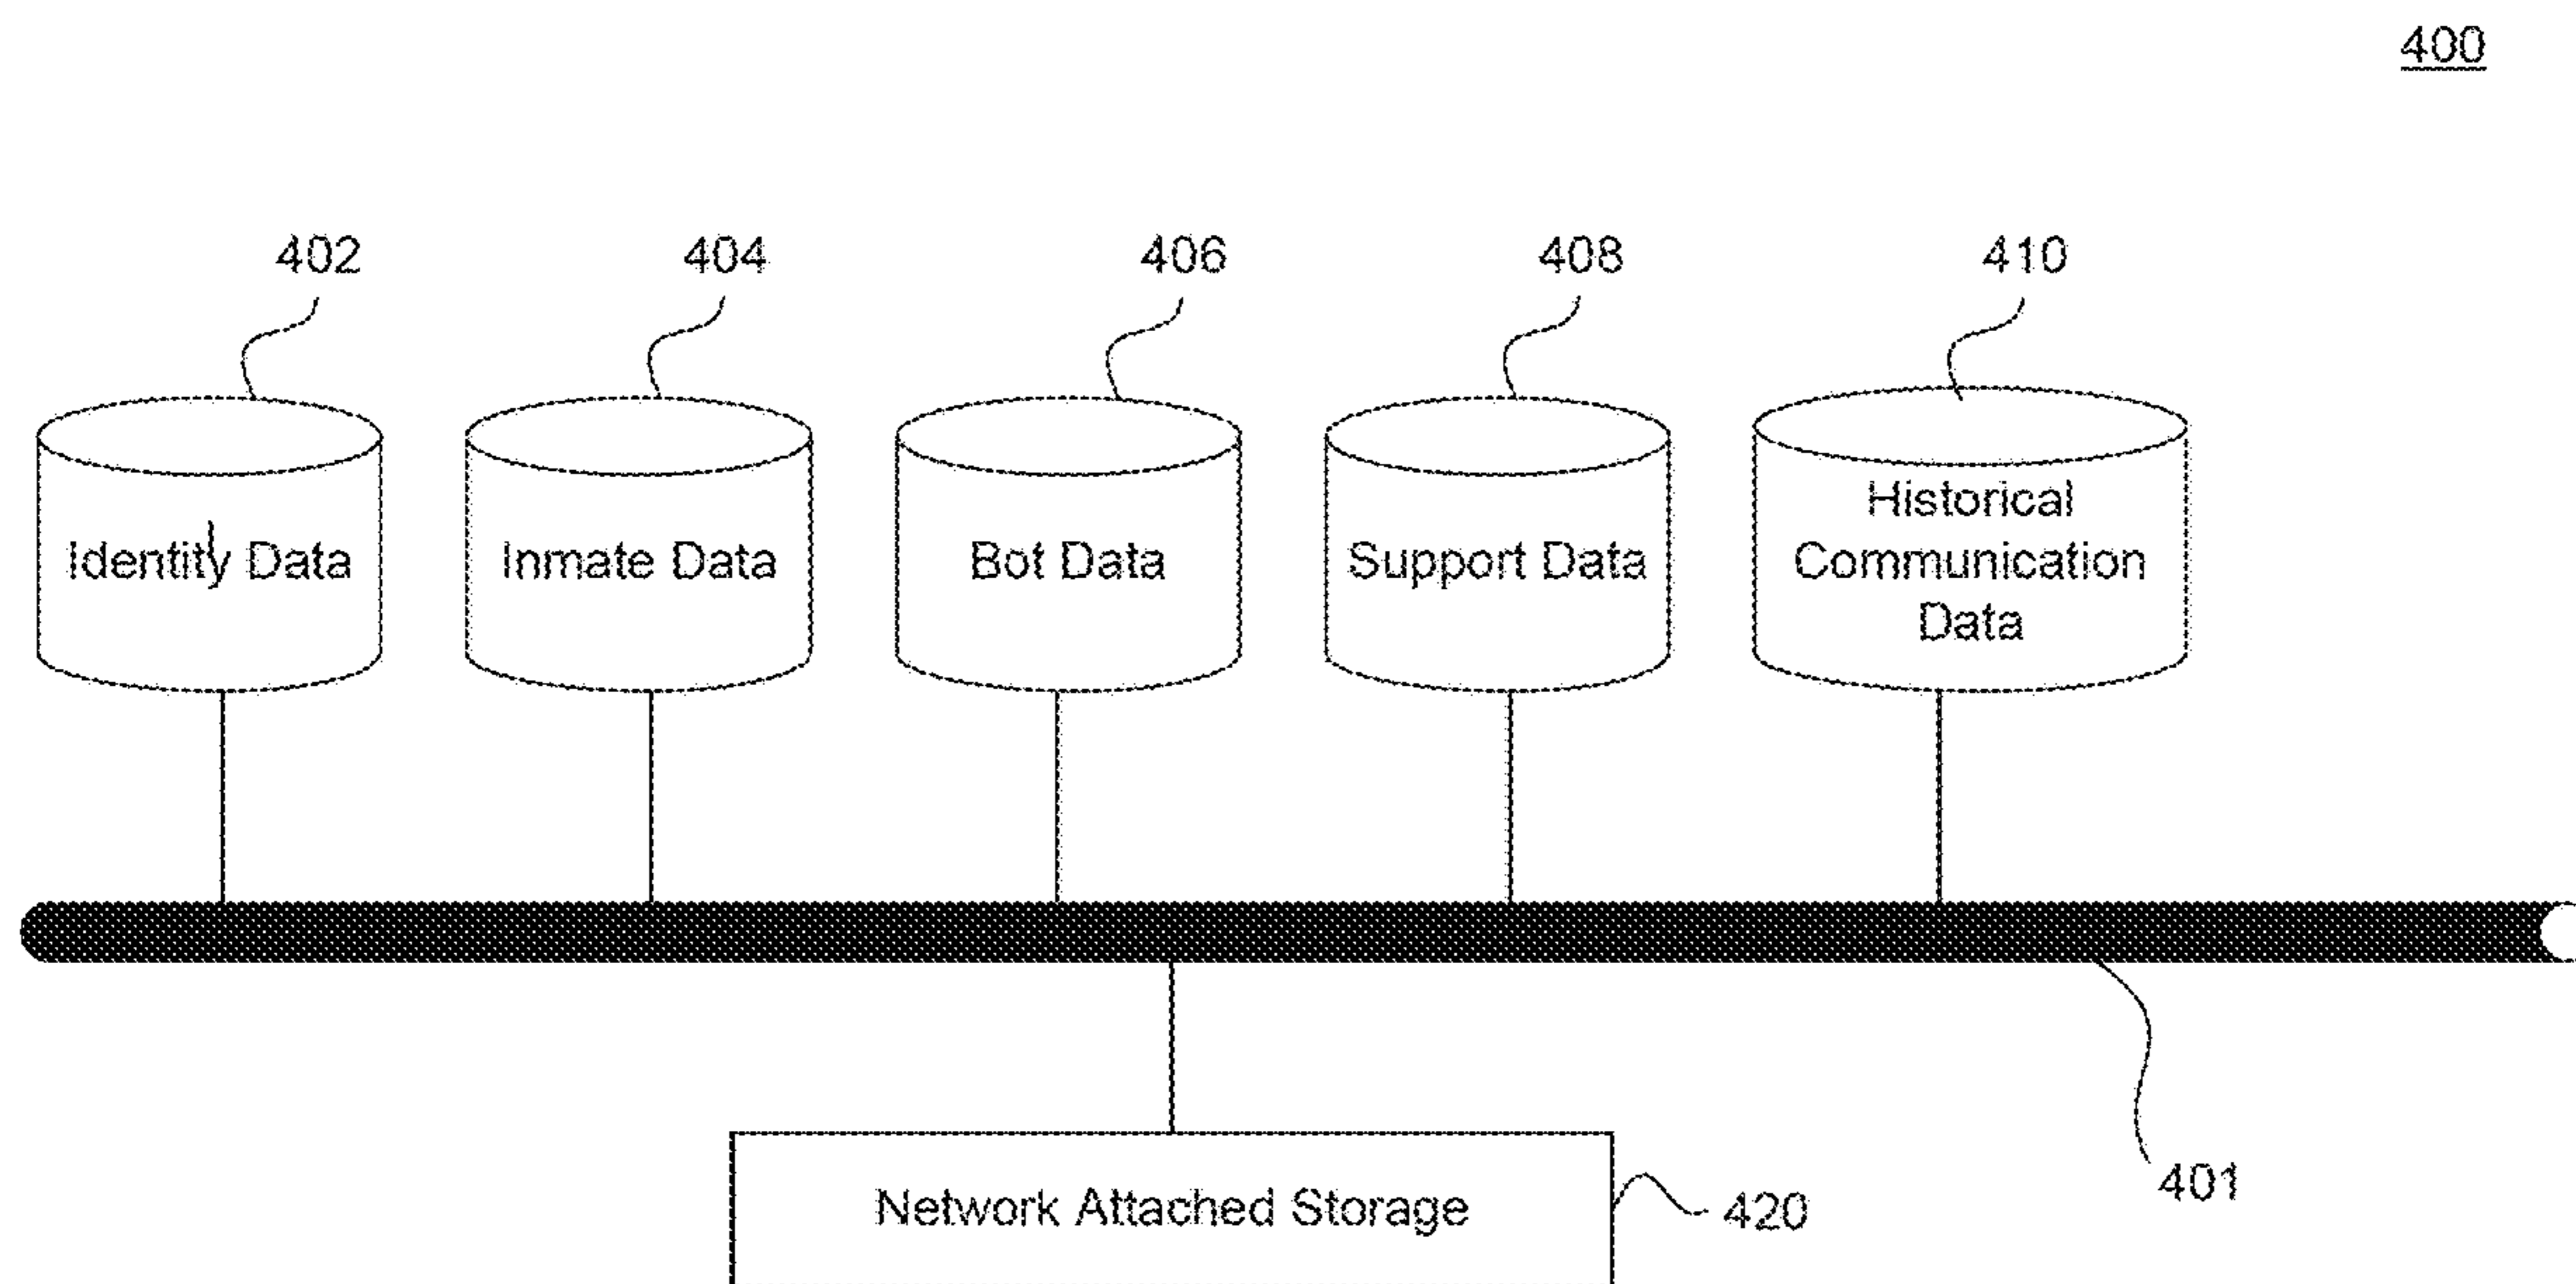 400
402
404
406
408
410
Identity Data
Inmate Data
Bot Data
Support Data
Historical
Communication
Data
401
Network Attached Storage
420